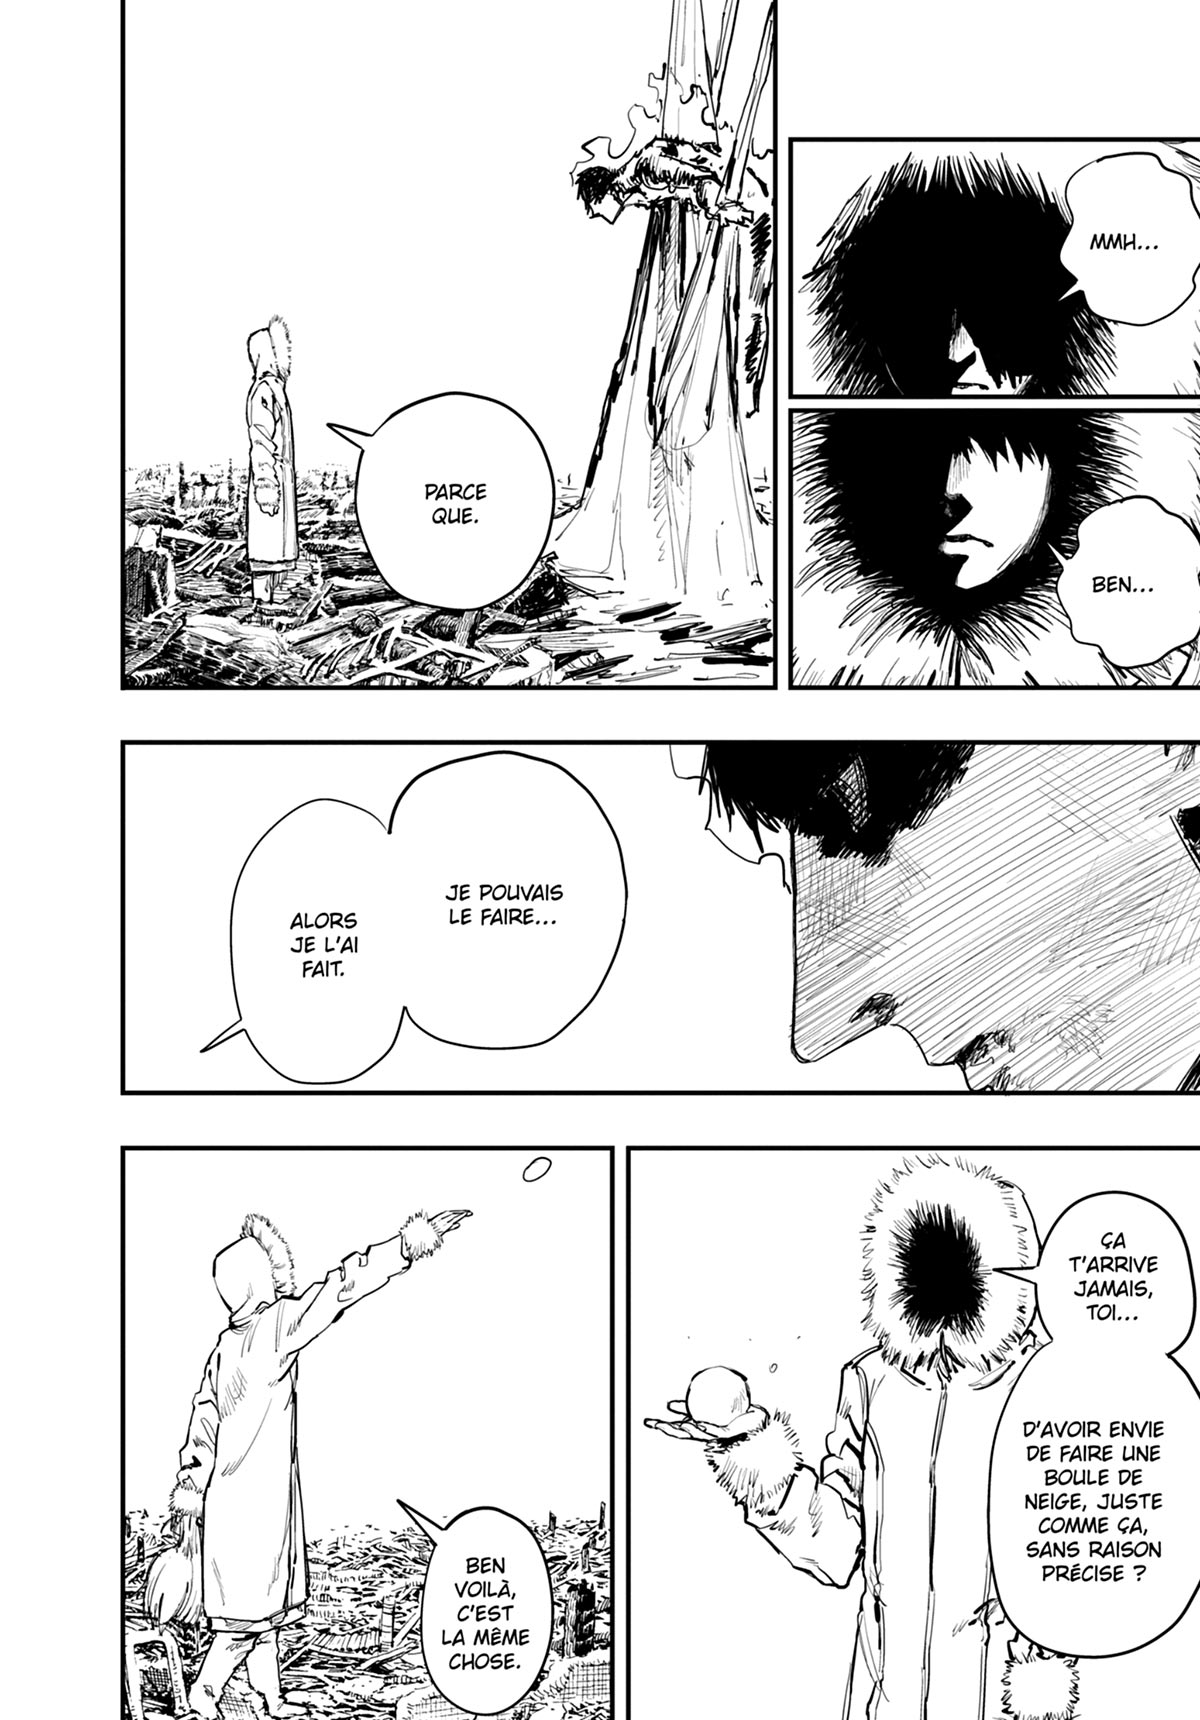 MMH...
BEN...
PARCE
QUE.
JE POUVAIS
LE FAIRE...
ALORS
JE L'AI
FAIT.
ÇA
T'ARRIVE
JAMAIS,
TOI...
D'AVOIR ENVIE
DE FAIRE UNE
BOULE DE
NEIGE, JUSTE
COMME ÇA,
SANS RAISON
PRÉCISE ?
BEN
VOILÀ,
C'EST
LA MÊME
CHOSE.